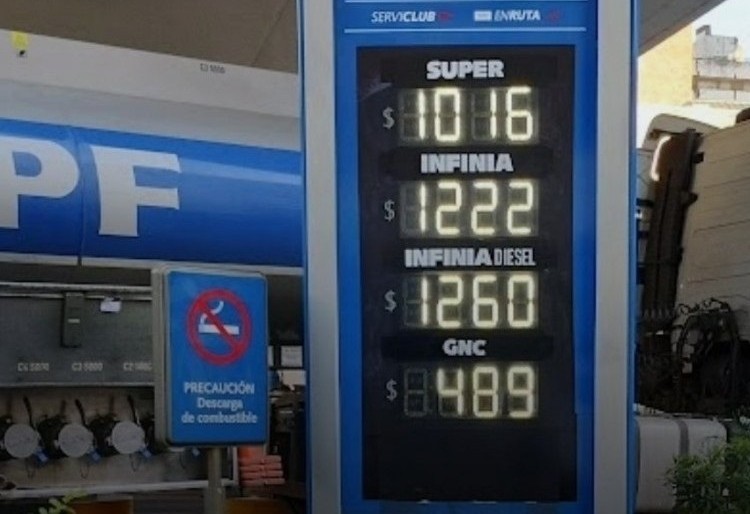 SERVICLUB ENRUTA
SUPER
$ 1016
INFINIA
$ 1222
INFINIA DIESEL
$ 1260
GNC
$ 489
PF
PRECAUCIÓN
Descarga
de combustible